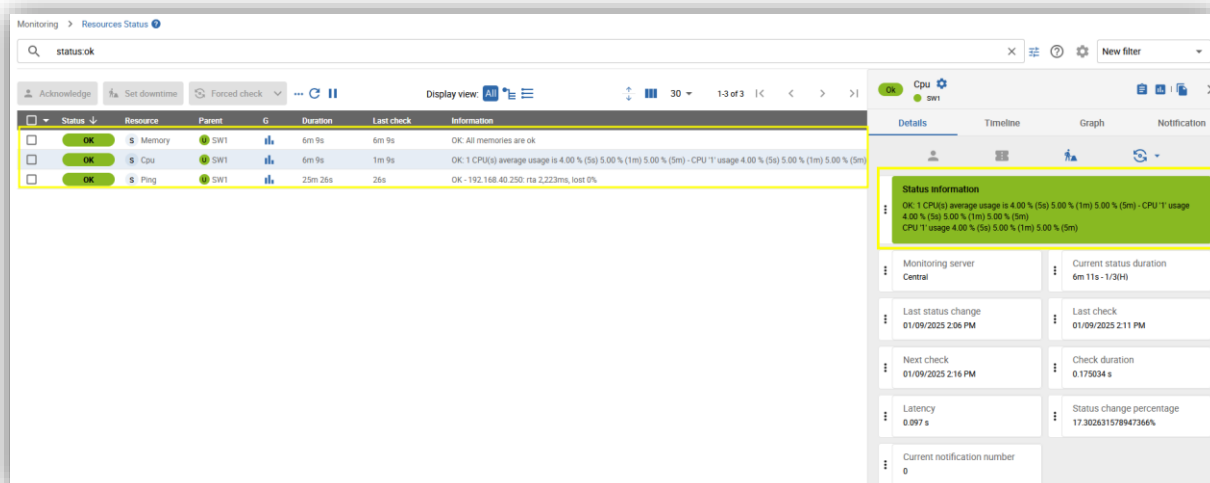 Monitoring > Resources Status ?
status:ok
New filter
Acknowledge Set downtime Forced check ... Display view: All 30 1-3 of 3
Status Resource Parent G Duration Last check Information
OK S Memory U SW1 6m 9s 6m 9s OK: All memories are ok
OK S Cpu U SW1 6m 9s 1m 9s OK: 1 CPU(s) average usage is 4.00 % (5s) 5.00 % (1m) 5.00 % (5m) - CPU '1' usage 4.00 % (5s) 5.00 % (1m) 5.00 % (5m)
OK S Ping U SW1 25m 26s 26s OK - 192.168.40.250: rta 2,223ms, lost 0%
Ok Cpu
SW1
Details Timeline Graph Notification
Status information
OK: 1 CPU(s) average usage is 4.00 % (5s) 5.00 % (1m) 5.00 % (5m) - CPU '1' usage
4.00 % (5s) 5.00 % (1m) 5.00 % (5m)
CPU '1' usage 4.00 % (5s) 5.00 % (1m) 5.00 % (5m)
Monitoring server
Central
Current status duration
6m 11s - 1/3(H)
Last status change
01/09/2025 2:06 PM
Last check
01/09/2025 2:11 PM
Next check
01/09/2025 2:16 PM
Check duration
0.175034 s
Latency
0.097 s
Status change percentage
17.302631578947366%
Current notification number
0